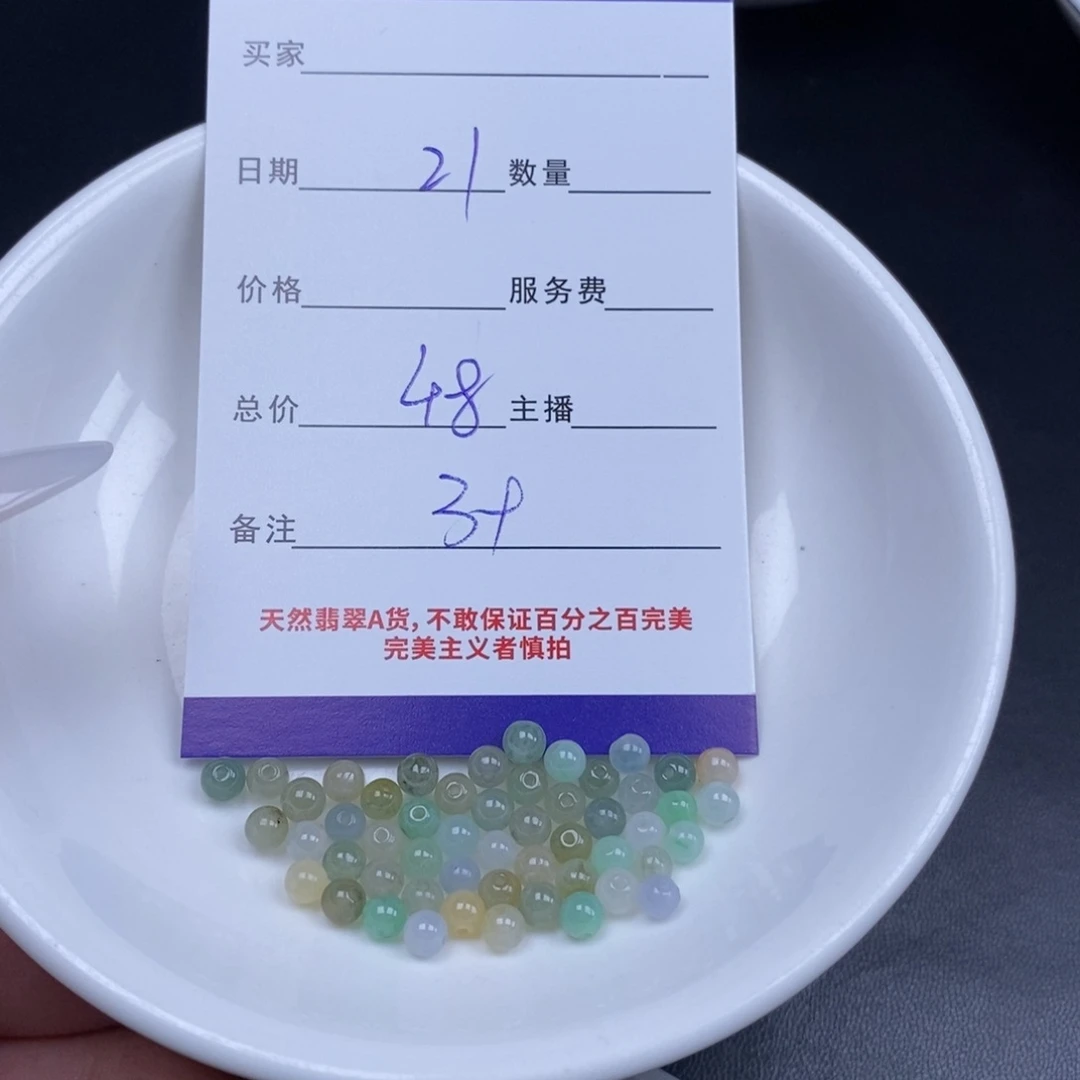 买家
日期 21 数量
价格 服务费
总价 48 主播
备注
天然翡翠A货, 不敢保证百分之百完美
完美主义者慎拍